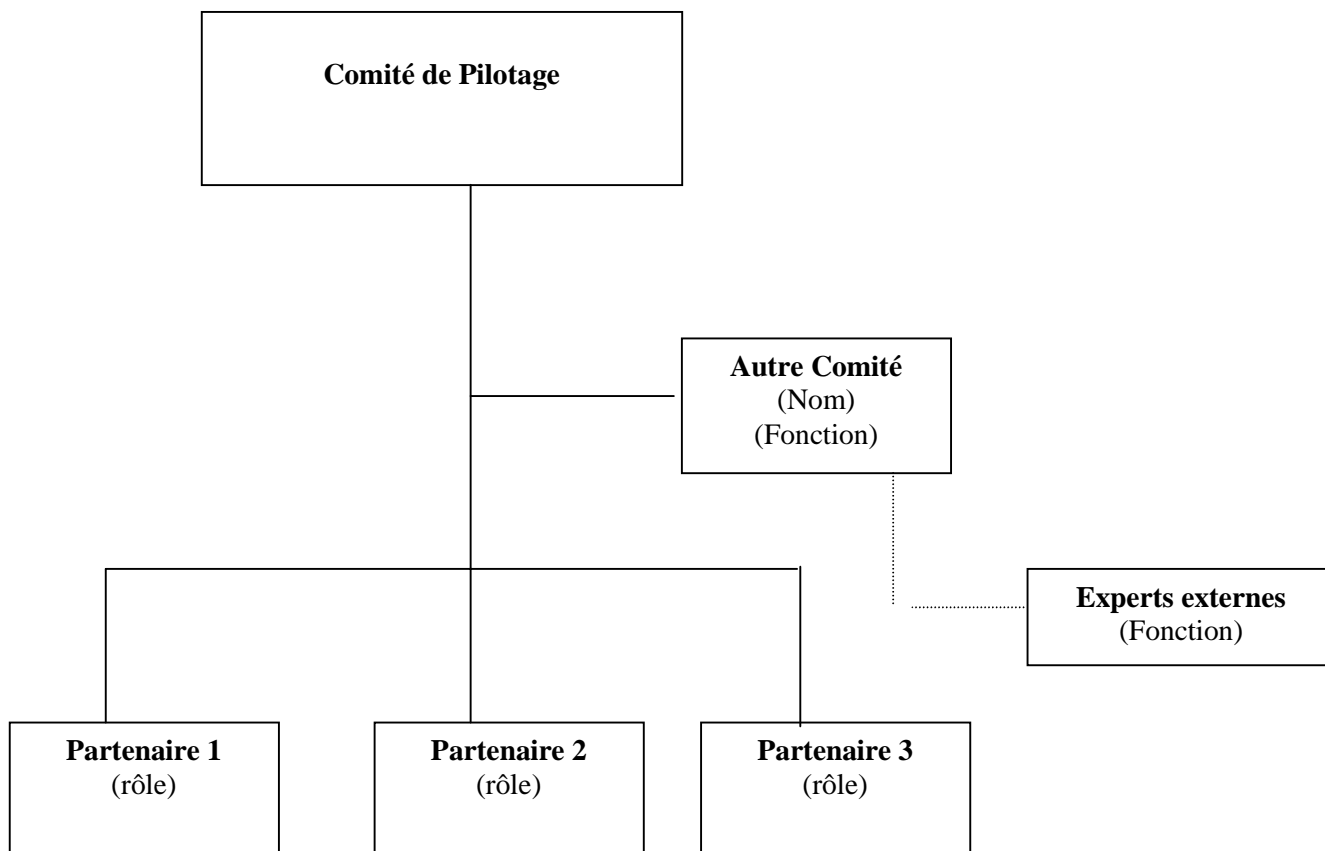 Comité de Pilotage
Autre Comité
(Nom)
(Fonction)
Experts externes
(Fonction)
Partenaire 1
(rôle)
Partenaire 2
(rôle)
Partenaire 3
(rôle)